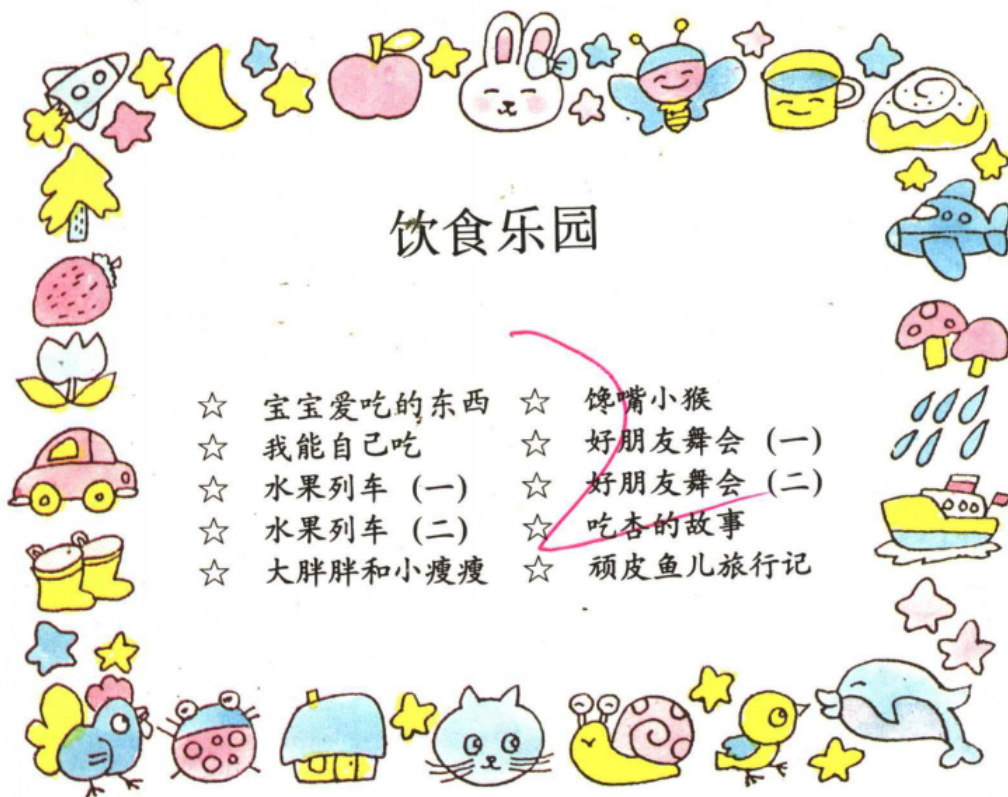 饮食乐园
☆ 宝宝爱吃的东西
☆ 我能自己吃
☆ 水果列车 (一)
☆ 水果列车 (二)
☆ 大胖胖和小瘦瘦
☆ 馋嘴小猴
☆ 好朋友舞会 (一)
☆ 好朋友舞会 (二)
☆ 吃杏的故事
☆ 顽皮鱼儿旅行记